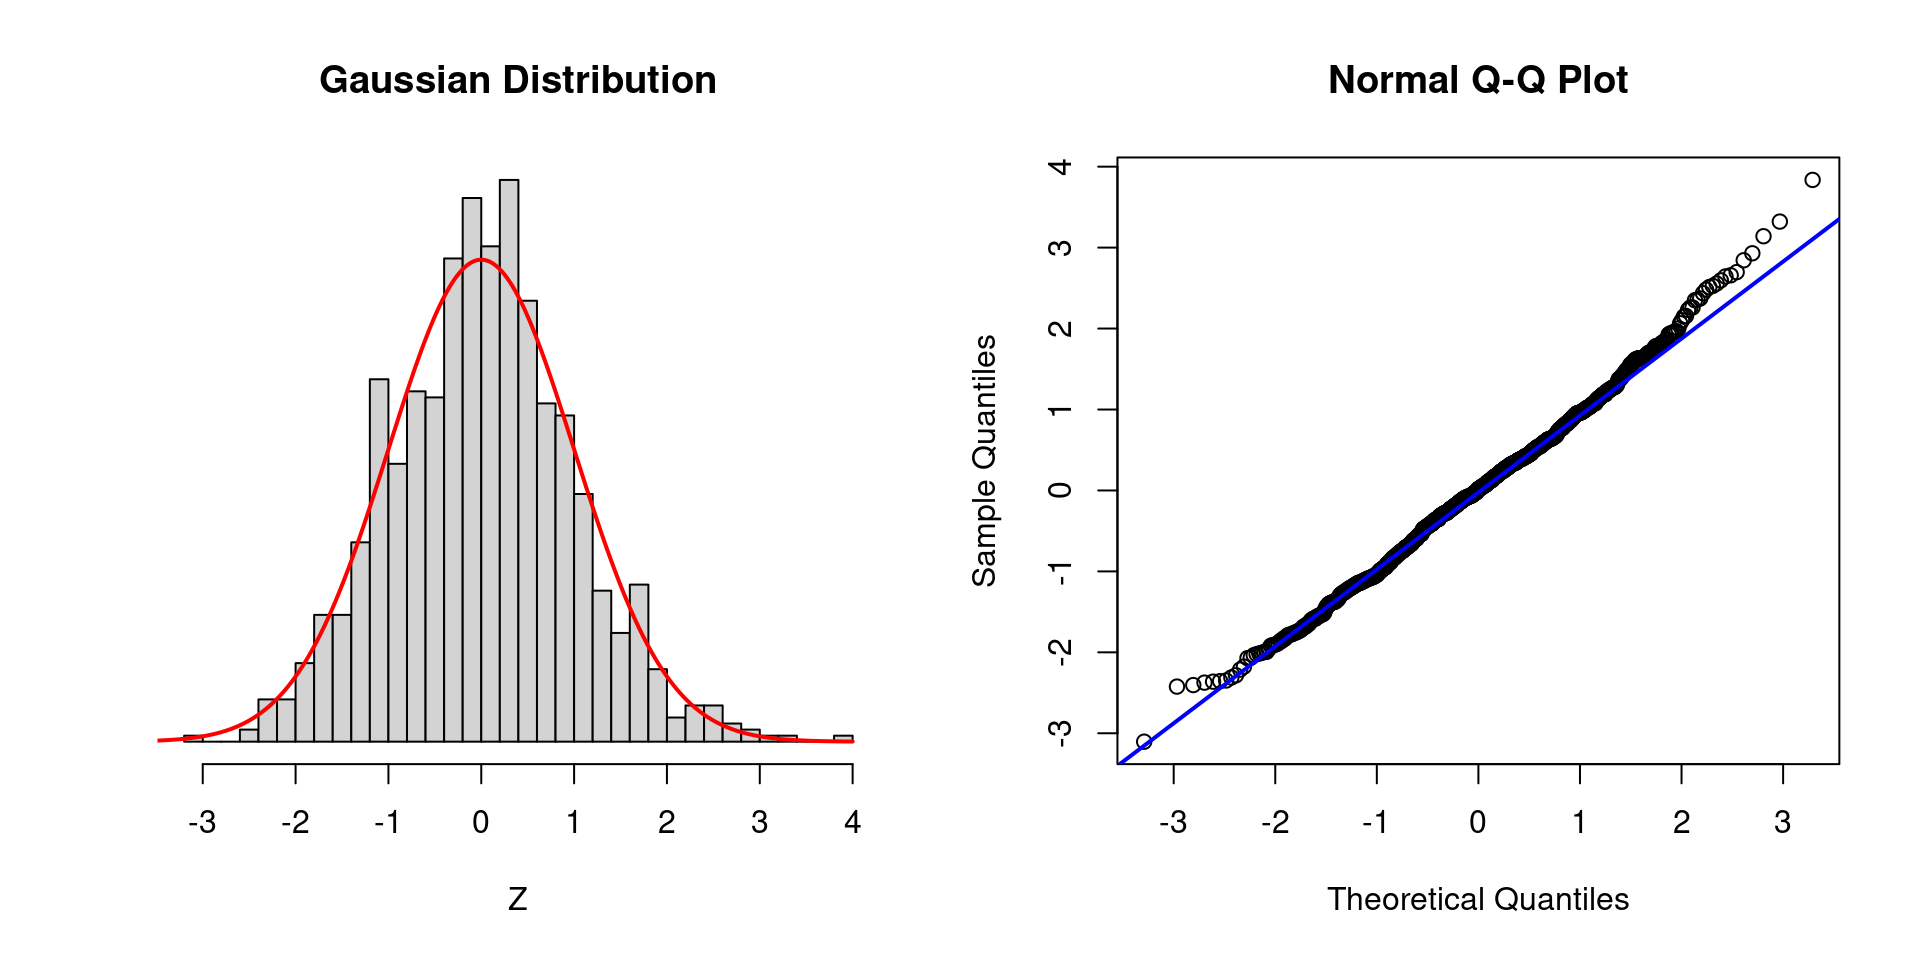 Gaussian Distribution
-3 -2 -1 0 1 2 3 4
Z
Normal Q-Q Plot
4
3
2
1
0
-1
-2
-3
Sample Quantiles
-3 -2 -1 0 1 2 3
Theoretical Quantiles